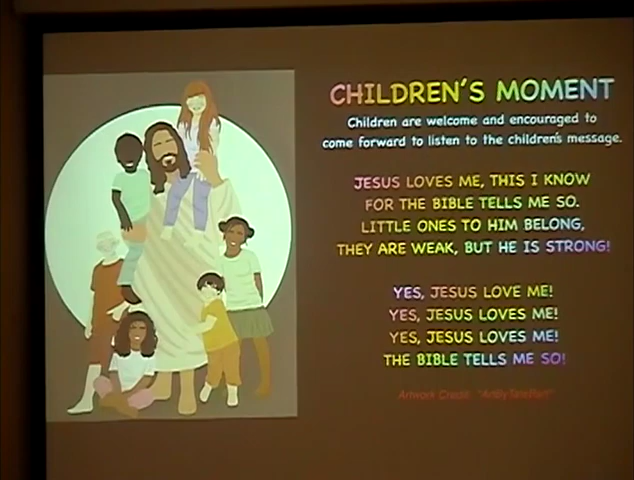 CHILDREN'S MOMENT
Children are welcome and encouraged to
come forward to listen to the children's message.
JESUS LOVES ME, THIS I KNOW
FOR THE BIBLE TELLS ME SO.
LITTLE ONES TO HIM BELONG,
THEY ARE WEAK, BUT HE IS STRONG!
YES, JESUS LOVE ME!
YES, JESUS LOVES ME!
YES, JESUS LOVES ME!
THE BIBLE TELLS ME SO!
Artwork Credit: